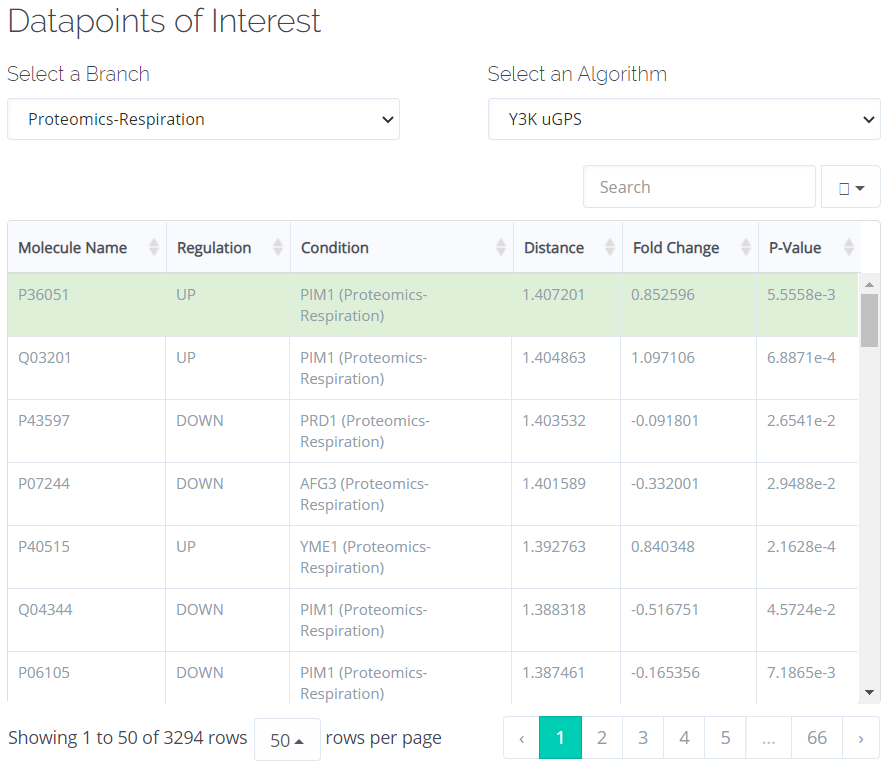 Datapoints of Interest
Select a Branch Select an Algorithm
Proteomics-Respiration Y3K uGPS
Search
Molecule Name Regulation Condition Distance Fold Change P-Value
P36051 UP PIM1 (Proteomics- 1.407201 0.852596 5.5558e-3
Respiration)
Q03201 UP PIM1 (Proteomics- 1.404863 1.097106 6.8871e-4
Respiration)
P43597 DOWN PRD1 (Proteomics- 1.403532 -0.091801 2.6541e-2
Respiration)
P07244 DOWN AFG3 (Proteomics- 1.401589 -0.332001 2.9488e-2
Respiration)
P40515 UP YME1 (Proteomics- 1.392763 0.840348 2.1628e-4
Respiration)
Q04344 DOWN PIM1 (Proteomics- 1.388318 -0.516751 4.5724e-2
Respiration)
P06105 DOWN PIM1 (Proteomics- 1.387461 -0.165356 7.1865e-3
Respiration)
Showing 1 to 50 of 3294 rows 50 rows per page ‹ 1 2 3 4 5 ... 66 ›